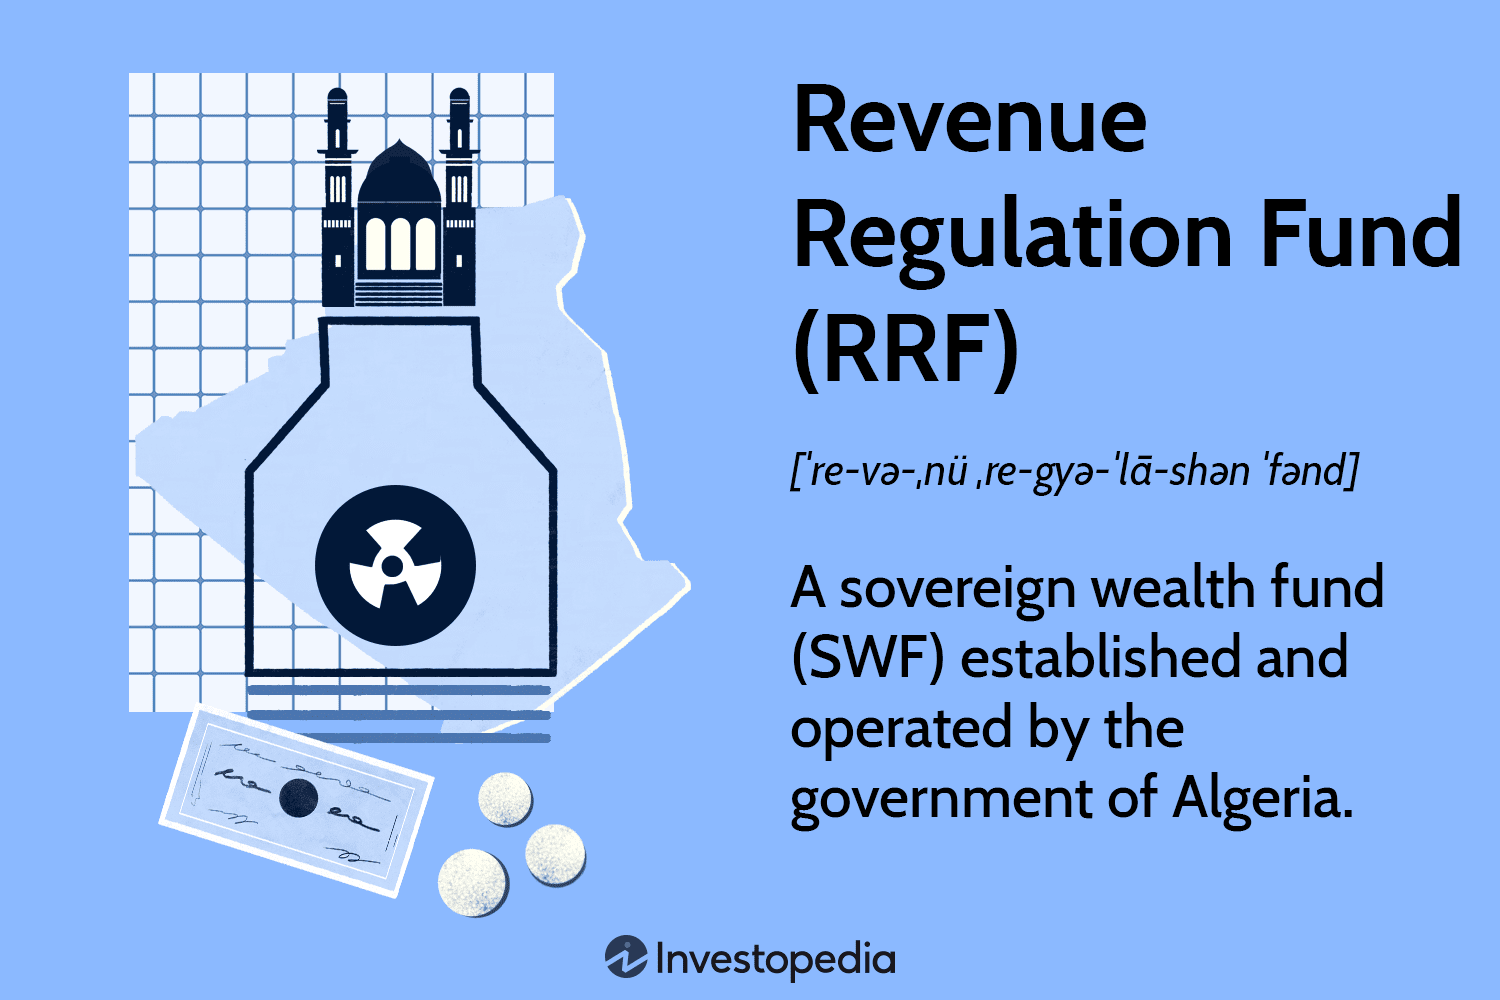 Revenue
Regulation Fund
(RRF)
[ˈre-və-ˌnü ˌre-gyə-ˈlā-shən ˈfənd]
A sovereign wealth fund
(SWF) established and
operated by the
government of Algeria.
Investopedia